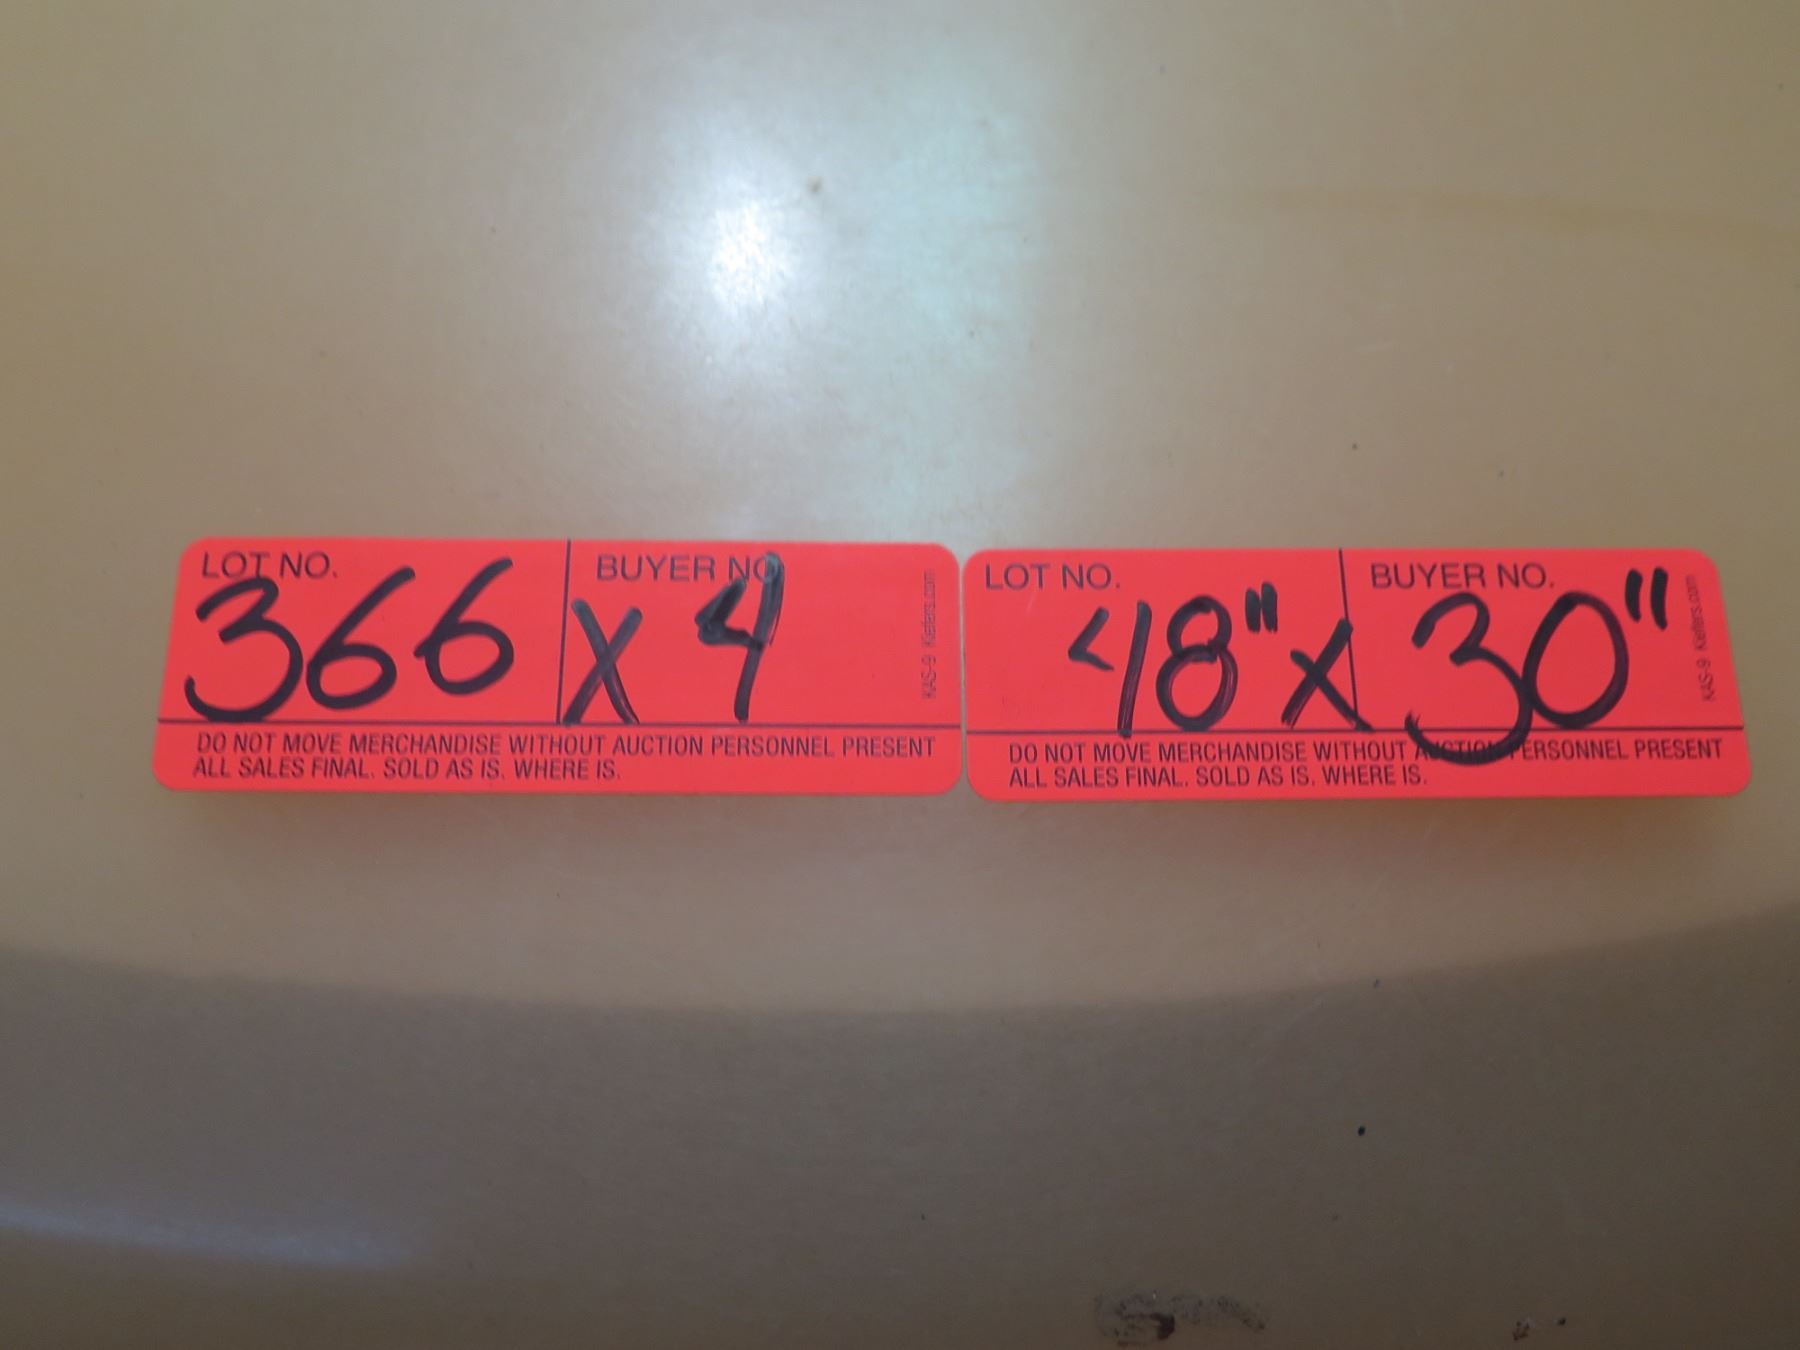 LOT NO. BUYER NO.
366 x 4
KAS-9 Kiefers.com
DO NOT MOVE MERCHANDISE WITHOUT AUCTION PERSONNEL PRESENT
ALL SALES FINAL. SOLD AS IS. WHERE IS.
LOT NO. BUYER NO.
48" x 30"
KAS-9 Kiefers.com
DO NOT MOVE MERCHANDISE WITHOUT AUCTION PERSONNEL PRESENT
ALL SALES FINAL. SOLD AS IS. WHERE IS.